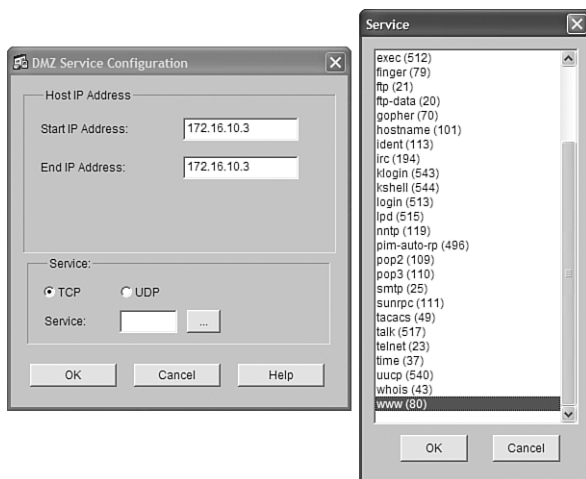 DMZ Service Configuration
Host IP Address
Start IP Address:
172.16.10.3
End IP Address:
172.16.10.3
Service:
TCP
UDP
Service:
...
OK
Cancel
Help
Service
exec (512)
finger (79)
ftp (21)
ftp-data (20)
gopher (70)
hostname (101)
ident (113)
irc (194)
klogin (543)
kshell (544)
login (513)
lpd (515)
nntp (119)
pim-auto-rp (496)
pop2 (109)
pop3 (110)
smtp (25)
sunrpc (111)
tacacs (49)
talk (517)
telnet (23)
time (37)
uucp (540)
whois (43)
www (80)
OK
Cancel